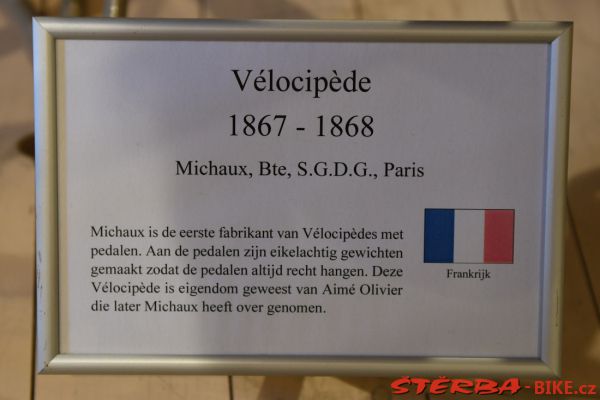 Vélocipède
1867 - 1868
Michaux, Bte, S.G.D.G., Paris
Michaux is de eerste fabrikant van Vélocipèdes met
pedalen. Aan de pedalen zijn eikelachtig gewichten
gemaakt zodat de pedalen altijd recht hangen. Deze
Vélocipède is eigendom geweest van Aimé Olivier
die later Michaux heeft over genomen.
Frankrijk
ŠTĚRBA-BIKE.cz